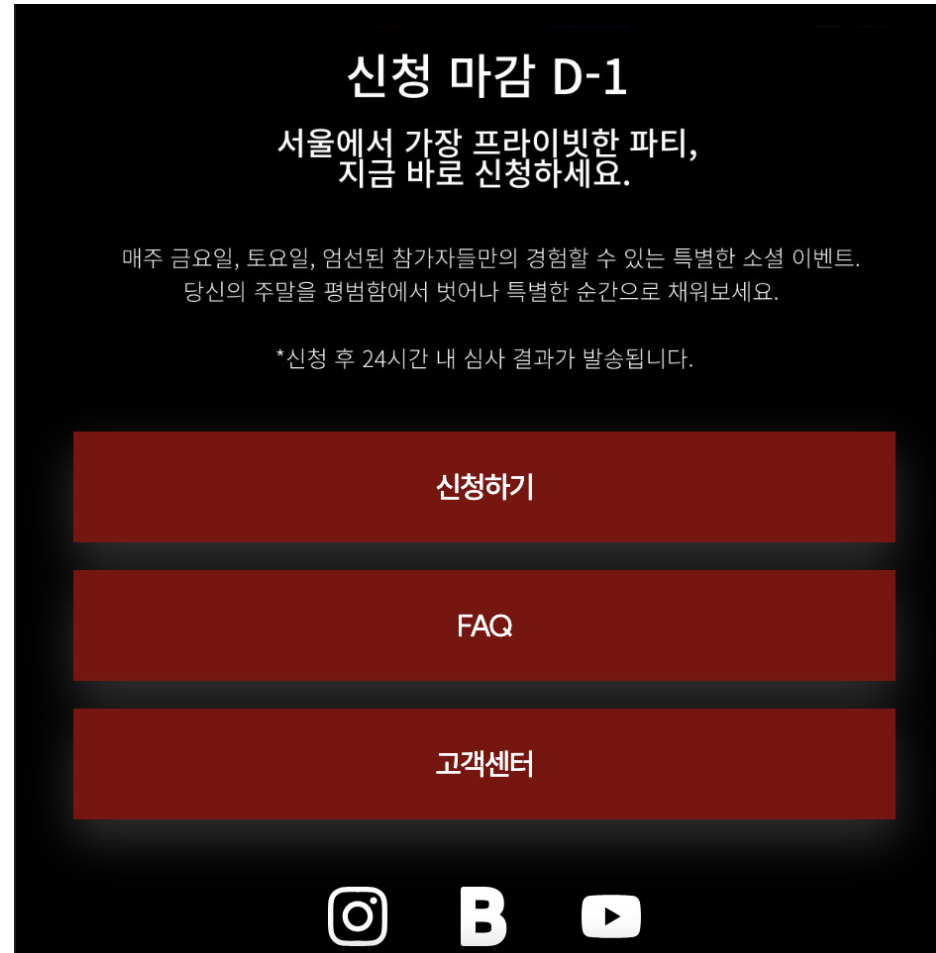 신청 마감 D-1
서울에서 가장 프라이빗한 파티,
지금 바로 신청하세요.
매주 금요일, 토요일, 엄선된 참가자들만의 경험할 수 있는 특별한 소셜 이벤트.
당신의 주말을 평범함에서 벗어나 특별한 순간으로 채워보세요.
*신청 후 24시간 내 심사 결과가 발송됩니다.
신청하기
FAQ
고객센터
B